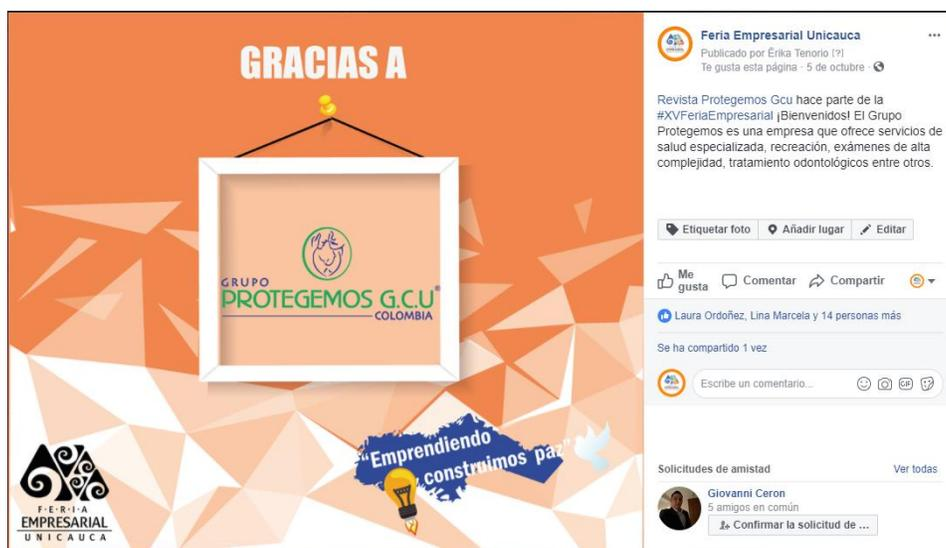 GRACIAS A
GRUPO
PROTEGEMOS G.C.U
COLOMBIA
"Emprendiendo
construimos paz"
F·E·R·I·A
EMPRESARIAL
UNICAUCA
Feria Empresarial Unicauca
Publicado por Érika Tenorio [?]
Te gusta esta página · 5 de octubre ·
Revista Protegemos Gcu hace parte de la
#XVFeriaEmpresarial ¡Bienvenidos! El Grupo
Protegemos es una empresa que ofrece servicios de
salud especializada, recreación, exámenes de alta
complejidad, tratamiento odontológicos entre otros.
Etiquetar foto
Añadir lugar
Editar
Me gusta
Comentar
Compartir
Laura Ordoñez, Lina Marcela y 14 personas más
Se ha compartido 1 vez
Escribe un comentario...
GIF
Solicitudes de amistad
Ver todas
Giovanni Ceron
5 amigos en común
Confirmar la solicitud de ...